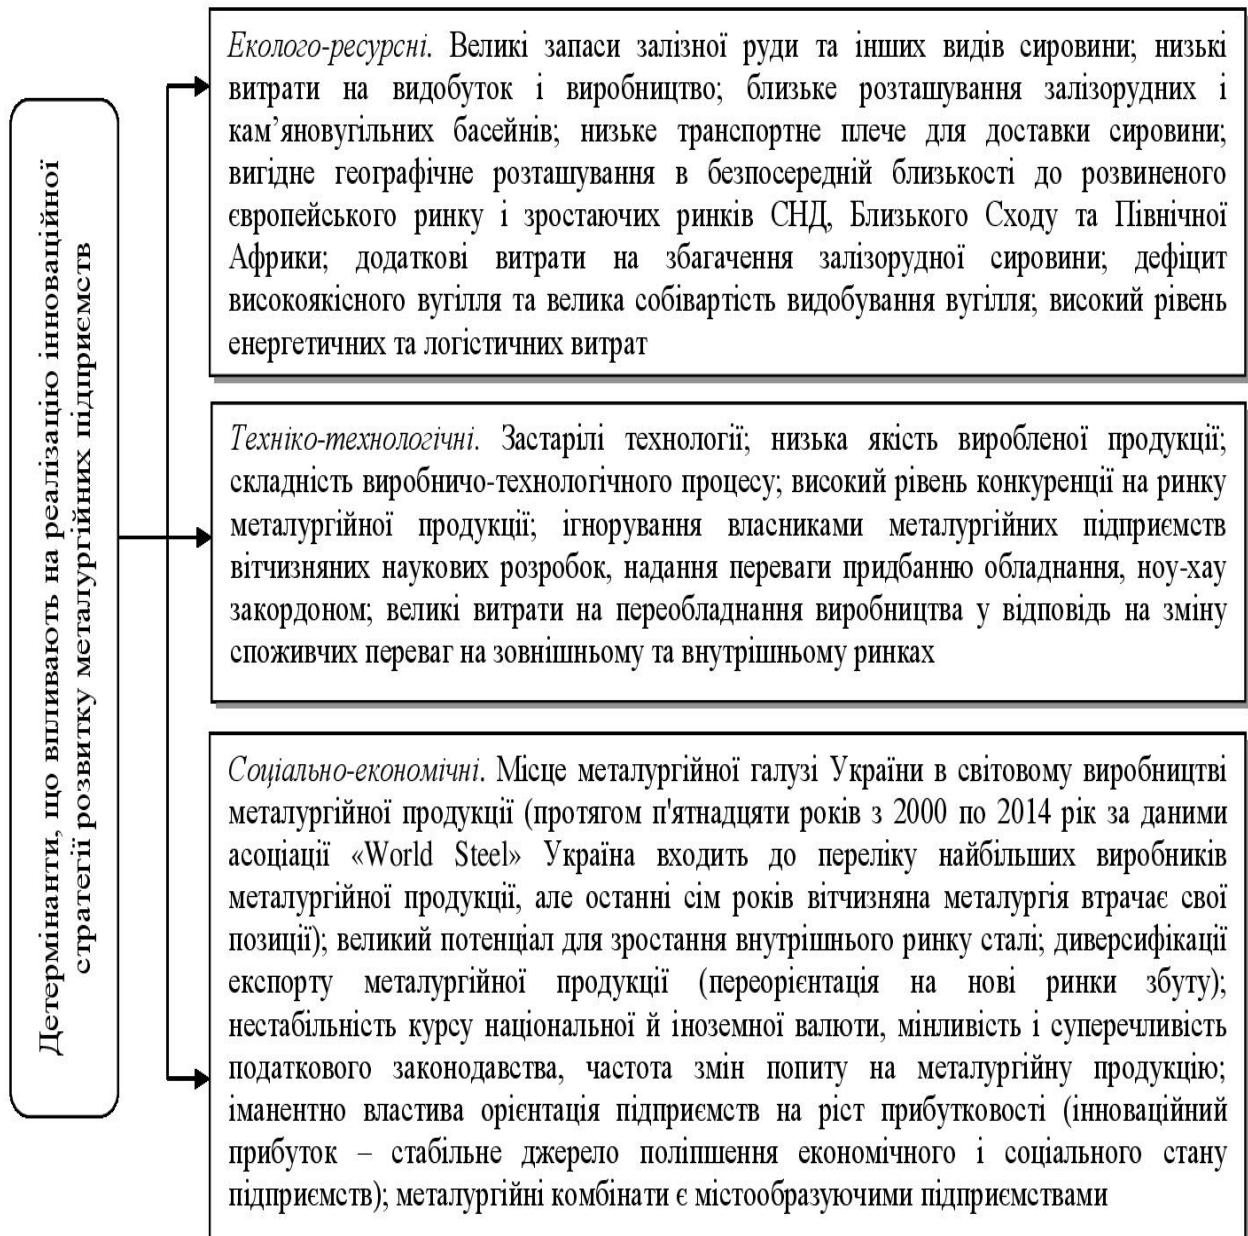 Детермінанти, що впливають на реалізацію інноваційної
стратегії розвитку металургійних підприємств
Еколого-ресурсні. Великі запаси залізної руди та інших видів сировини; низькі
витрати на видобуток і виробництво; близьке розташування залізорудних і
кам’яновугільних басейнів; низьке транспортне плече для доставки сировини;
вигідне географічне розташування в безпосередній близькості до розвиненого
європейського ринку і зростаючих ринків СНД, Близького Сходу та Північної
Африки; додаткові витрати на збагачення залізорудної сировини; дефіцит
високоякісного вугілля та велика собівартість видобування вугілля; високий рівень
енергетичних та логістичних витрат
Техніко-технологічні. Застарілі технології; низька якість виробленої продукції;
складність виробничо-технологічного процесу; високий рівень конкуренції на ринку
металургійної продукції; ігнорування власниками металургійних підприємств
вітчизняних наукових розробок, надання переваги придбанню обладнання, ноу-хау
закордоном; великі витрати на переобладнання виробництва у відповідь на зміну
споживчих переваг на зовнішньому та внутрішньому ринках
Соціально-економічні. Місце металургійної галузі України в світовому виробництві
металургійної продукції (протягом п'ятнадцяти років з 2000 по 2014 рік за даними
асоціації «World Steel» Україна входить до переліку найбільших виробників
металургійної продукції, але останні сім років вітчизняна металургія втрачає свої
позиції); великий потенціал для зростання внутрішнього ринку сталі; диверсифікації
експорту металургійної продукції (переорієнтація на нові ринки збуту);
нестабільність курсу національної й іноземної валюти, мінливість і суперечливість
податкового законодавства, частота змін попиту на металургійну продукцію;
іманентно властива орієнтація підприємств на ріст прибутковості (інноваційний
прибуток – стабільне джерело поліпшення економічного і соціального стану
підприємств); металургійні комбінати є містообразуючими підприємствами